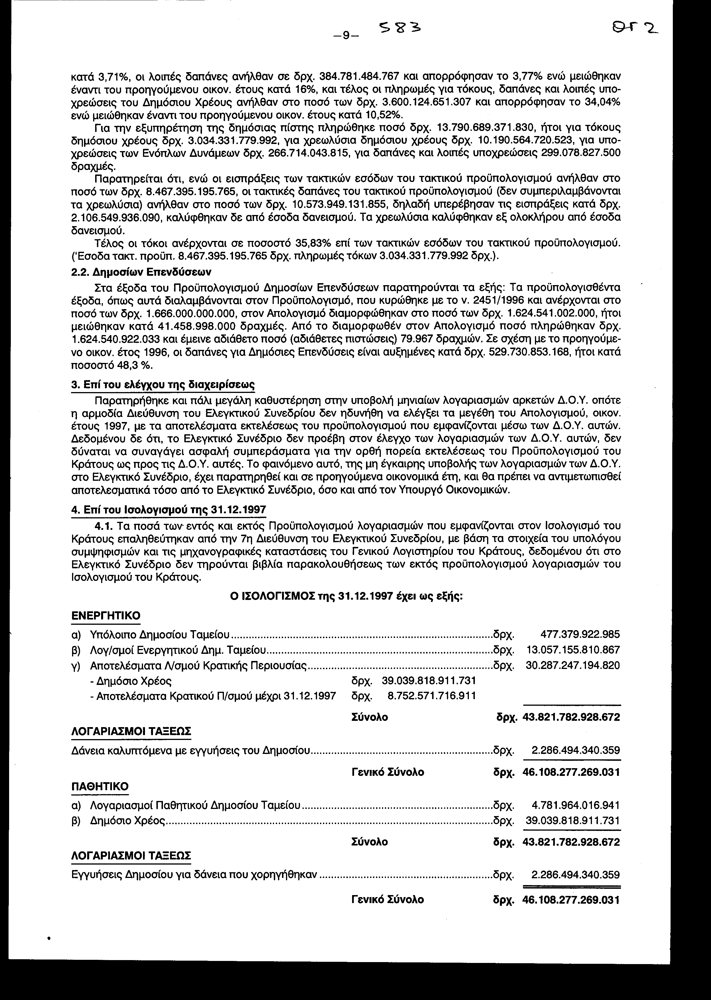 583
ΘΓ 2
–9–
κατά 3,71%, οι λοιπές δαπάνες ανήλθαν σε δρχ. 384.781.484.767 και απορρόφησαν το 3,77% ενώ μειώθηκαν
έναντι του προηγούμενου οικον. έτους κατά 16%, και τέλος οι πληρωμές για τόκους, δαπάνες και λοιπές υπο-
χρεώσεις του Δημόσιου Χρέους ανήλθαν στο ποσό των δρχ. 3.600.124.651.307 και απορρόφησαν το 34,04%
ενώ μειώθηκαν έναντι του προηγούμενου οικον. έτους κατά 10,52%.
Για την εξυπηρέτηση της δημόσιας πίστης πληρώθηκε ποσό δρχ. 13.790.689.371.830, ήτοι για τόκους
δημόσιου χρέους δρχ. 3.034.331.779.992, για χρεωλύσια δημόσιου χρέους δρχ. 10.190.564.720.523, για υπο-
χρεώσεις των Ενόπλων Δυνάμεων δρχ. 266.714.043.815, για δαπάνες και λοιπές υποχρεώσεις 299.078.827.500
δραχμές.
Παρατηρείται ότι, ενώ οι εισπράξεις των τακτικών εσόδων του τακτικού προϋπολογισμού ανήλθαν στο
ποσό των δρχ. 8.467.395.195.765, οι τακτικές δαπάνες του τακτικού προϋπολογισμού (δεν συμπεριλαμβάνονται
τα χρεωλύσια) ανήλθαν στο ποσό των δρχ. 10.573.949.131.855, δηλαδή υπερέβησαν τις εισπράξεις κατά δρχ.
2.106.549.936.090, καλύφθηκαν δε από έσοδα δανεισμού. Τα χρεωλύσια καλύφθηκαν εξ ολοκλήρου από έσοδα
δανεισμού.
Τέλος οι τόκοι ανέρχονται σε ποσοστό 35,83% επί των τακτικών εσόδων του τακτικού προϋπολογισμού.
(‘Εσοδα τακτ. προϋπ. 8.467.395.195.765 δρχ. πληρωμές τόκων 3.034.331.779.992 δρχ.).
2.2. Δημοσίων Επενδύσεων
Στα έξοδα του Προϋπολογισμού Δημοσίων Επενδύσεων παρατηρούνται τα εξής: Τα προϋπολογισθέντα
έξοδα, όπως αυτά διαλαμβάνονται στον Προϋπολογισμό, που κυρώθηκε με το ν. 2451/1996 και ανέρχονται στο
ποσό των δρχ. 1.666.000.000.000, στον Απολογισμό διαμορφώθηκαν στο ποσό των δρχ. 1.624.541.002.000, ήτοι
μειώθηκαν κατά 41.458.998.000 δραχμές. Από το διαμορφωθέν στον Απολογισμό ποσό πληρώθηκαν δρχ.
1.624.540.922.033 και έμεινε αδιάθετο ποσό (αδιάθετες πιστώσεις) 79.967 δραχμών. Σε σχέση με το προηγούμε-
νο οικον. έτος 1996, οι δαπάνες για Δημόσιες Επενδύσεις είναι αυξημένες κατά δρχ. 529.730.853.168, ήτοι κατά
ποσοστό 48,3 %.
3. Επί του ελέγχου της διαχειρίσεως
Παρατηρήθηκε και πάλι μεγάλη καθυστέρηση στην υποβολή μηνιαίων λογαριασμών αρκετών Δ.Ο.Υ. οπότε
η αρμοδία Διεύθυνση του Ελεγκτικού Συνεδρίου δεν ηδυνήθη να ελέγξει τα μεγέθη του Απολογισμού, οικον.
έτους 1997, με τα αποτελέσματα εκτελέσεως του προϋπολογισμού που εμφανίζονται μέσω των Δ.Ο.Υ. αυτών.
Δεδομένου δε ότι, το Ελεγκτικό Συνέδριο δεν προέβη στον έλεγχο των λογαριασμών των Δ.Ο.Υ. αυτών, δεν
δύναται να συναγάγει ασφαλή συμπεράσματα για την ορθή πορεία εκτελέσεως του Προϋπολογισμού του
Κράτους ως προς τις Δ.Ο.Υ. αυτές. Το φαινόμενο αυτό, της μη έγκαιρης υποβολής των λογαριασμών των Δ.Ο.Υ.
στο Ελεγκτικό Συνέδριο, έχει παρατηρηθεί και σε προηγούμενα οικονομικά έτη, και θα πρέπει να αντιμετωπισθεί
αποτελεσματικά τόσο από το Ελεγκτικό Συνέδριο, όσο και από τον Υπουργό Οικονομικών.
4. Επί του Ισολογισμού της 31.12.1997
4.1. Τα ποσά των εντός και εκτός Προϋπολογισμού λογαριασμών που εμφανίζονται στον Ισολογισμό του
Κράτους επαληθεύτηκαν από την 7η Διεύθυνση του Ελεγκτικού Συνεδρίου, με βάση τα στοιχεία του υπολόγου
συμψηφισμών και τις μηχανογραφικές καταστάσεις του Γενικού Λογιστηρίου του Κράτους, δεδομένου ότι στο
Ελεγκτικό Συνέδριο δεν τηρούνται βιβλία παρακολουθήσεως των εκτός προϋπολογισμού λογαριασμών του
Ισολογισμού του Κράτους.
Ο ΙΣΟΛΟΓΙΣΜΟΣ της 31.12.1997 έχει ως εξής:
ΕΝΕΡΓΗΤΙΚΟ
α) Υπόλοιπο Δημοσίου Ταμείου........δρχ. 477.379.922.985
β) Λογ/σμοί Ενεργητικού Δημ. Ταμείου........δρχ. 13.057.155.810.867
γ) Αποτελέσματα Λ/σμού Κρατικής Περιουσίας........δρχ. 30.287.247.194.820
- Δημόσιο Χρέος δρχ. 39.039.818.911.731
- Αποτελέσματα Κρατικού Π/σμού μέχρι 31.12.1997 δρχ. 8.752.571.716.911
Σύνολο δρχ. 43.821.782.928.672
ΛΟΓΑΡΙΑΣΜΟΙ ΤΑΞΕΩΣ
Δάνεια καλυπτόμενα με εγγυήσεις του Δημοσίου........δρχ. 2.286.494.340.359
Γενικό Σύνολο δρχ. 46.108.277.269.031
ΠΑΘΗΤΙΚΟ
α) Λογαριασμοί Παθητικού Δημοσίου Ταμείου........δρχ. 4.781.964.016.941
β) Δημόσιο Χρέος........δρχ. 39.039.818.911.731
Σύνολο δρχ. 43.821.782.928.672
ΛΟΓΑΡΙΑΣΜΟΙ ΤΑΞΕΩΣ
Εγγυήσεις Δημοσίου για δάνεια που χορηγήθηκαν........δρχ. 2.286.494.340.359
Γενικό Σύνολο δρχ. 46.108.277.269.031